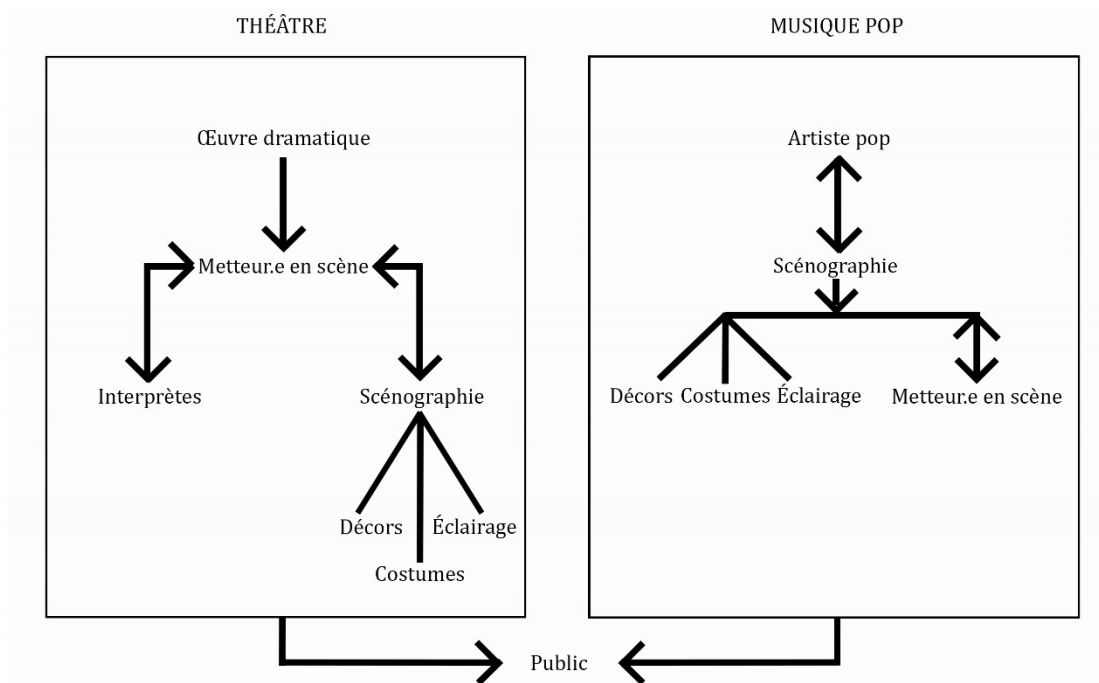 THÉÂTRE
Œuvre dramatique
Metteur.e en scène
Interprètes
Scénographie
Décors
Éclairage
Costumes
MUSIQUE POP
Artiste pop
Scénographie
Décors
Costumes
Éclairage
Metteur.e en scène
Public